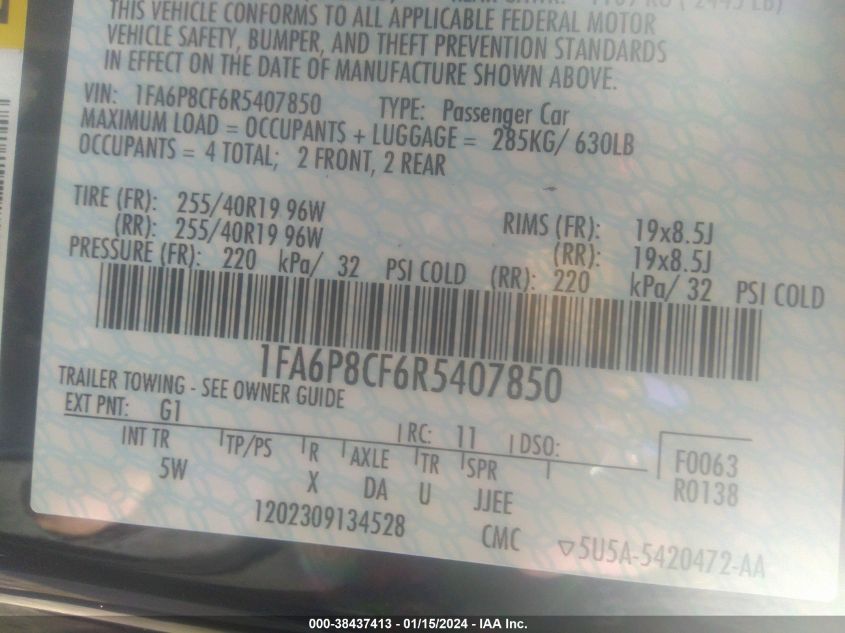 THIS VEHICLE CONFORMS TO ALL APPLICABLE FEDERAL MOTOR
VEHICLE SAFETY, BUMPER, AND THEFT PREVENTION STANDARDS
IN EFFECT ON THE DATE OF MANUFACTURE SHOWN ABOVE.
VIN: 1FA6P8CF6R5407850 TYPE: Passenger Car
MAXIMUM LOAD = OCCUPANTS + LUGGAGE = 285KG/ 630LB
OCCUPANTS = 4 TOTAL; 2 FRONT, 2 REAR
TIRE (FR): 255/40R19 96W RIMS (FR): 19x8.5J
(RR): 255/40R19 96W (RR): 19x8.5J
PRESSURE (FR): 220 kPa/ 32 PSI COLD (RR): 220 kPa/ 32 PSI COLD
1FA6P8CF6R5407850
TRAILER TOWING - SEE OWNER GUIDE
EXT PNT: G1 RC: 11 DSO: F0063
INT TR TP/PS R AXLE TR SPR R0138
5W X DA U JJEE
1202309134528 CMC 5U5A-5420472-AA
000-38437413 - 01/15/2024 - IAA Inc.